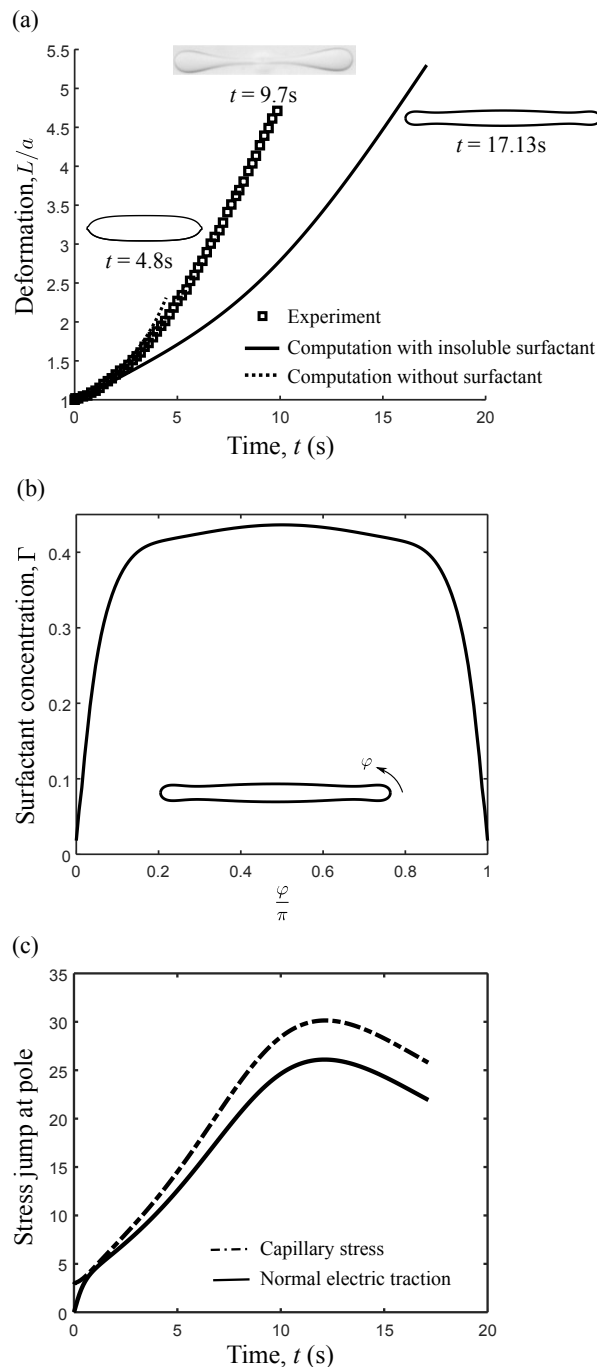 (a)
5.5
5
4.5
4
3.5
3
2.5
2
1.5
1
Deformation, L/a
t = 9.7s
t = 17.13s
t = 4.8s
Experiment
Computation with insoluble surfactant
Computation without surfactant
0 5 10 15 20
Time, t (s)
(b)
0.4
0.3
0.2
0.1
0
Surfactant concentration, Γ
φ
0 0.2 0.4 0.6 0.8 1
φ
π
(c)
35
30
25
20
15
10
5
0
Stress jump at pole
Capillary stress
Normal electric traction
0 5 10 15 20
Time, t (s)